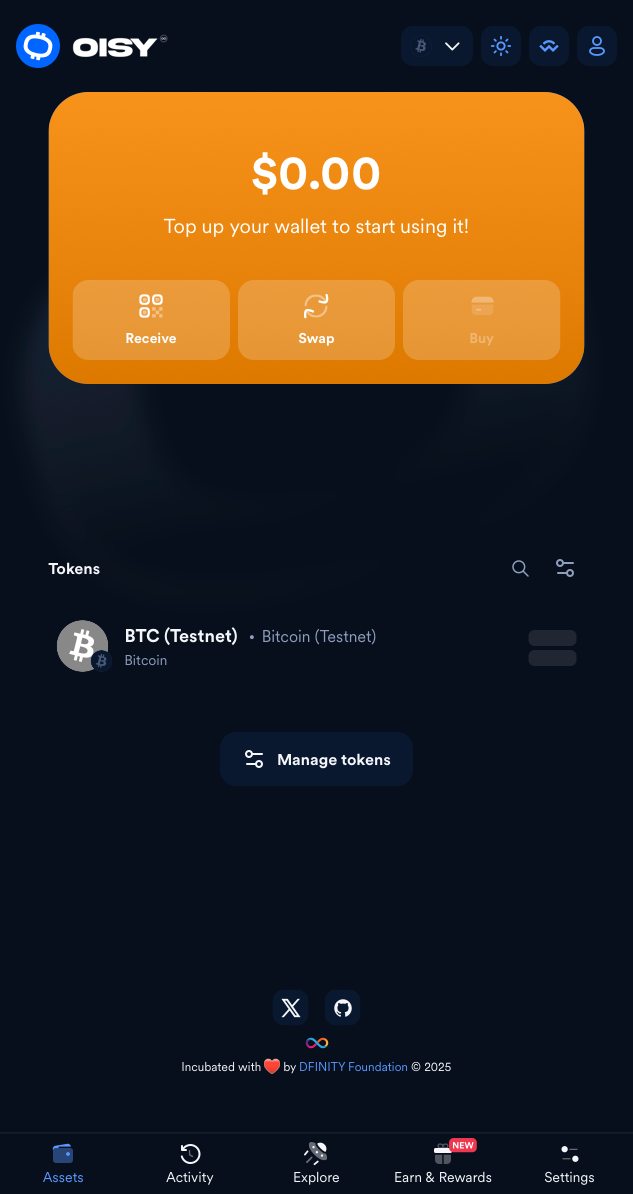 OISY
$0.00
Top up your wallet to start using it!
Receive
Swap
Buy
Tokens
BTC (Testnet) • Bitcoin (Testnet)
Bitcoin
Manage tokens
Incubated with ❤️ by DFINITY Foundation © 2025
NEW
Assets
Activity
Explore
Earn & Rewards
Settings